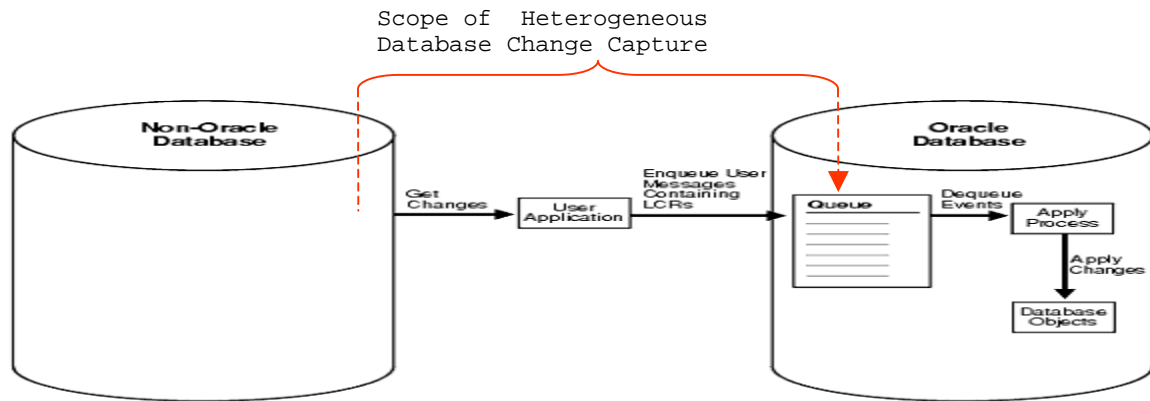 Scope of Heterogeneous
Database Change Capture
Non-Oracle
Database
Oracle
Database
Get
Changes
User
Application
Enqueue User
Messages
Containing
LCRs
Queue
Dequeue
Events
Apply
Process
Apply
Changes
Database
Objects